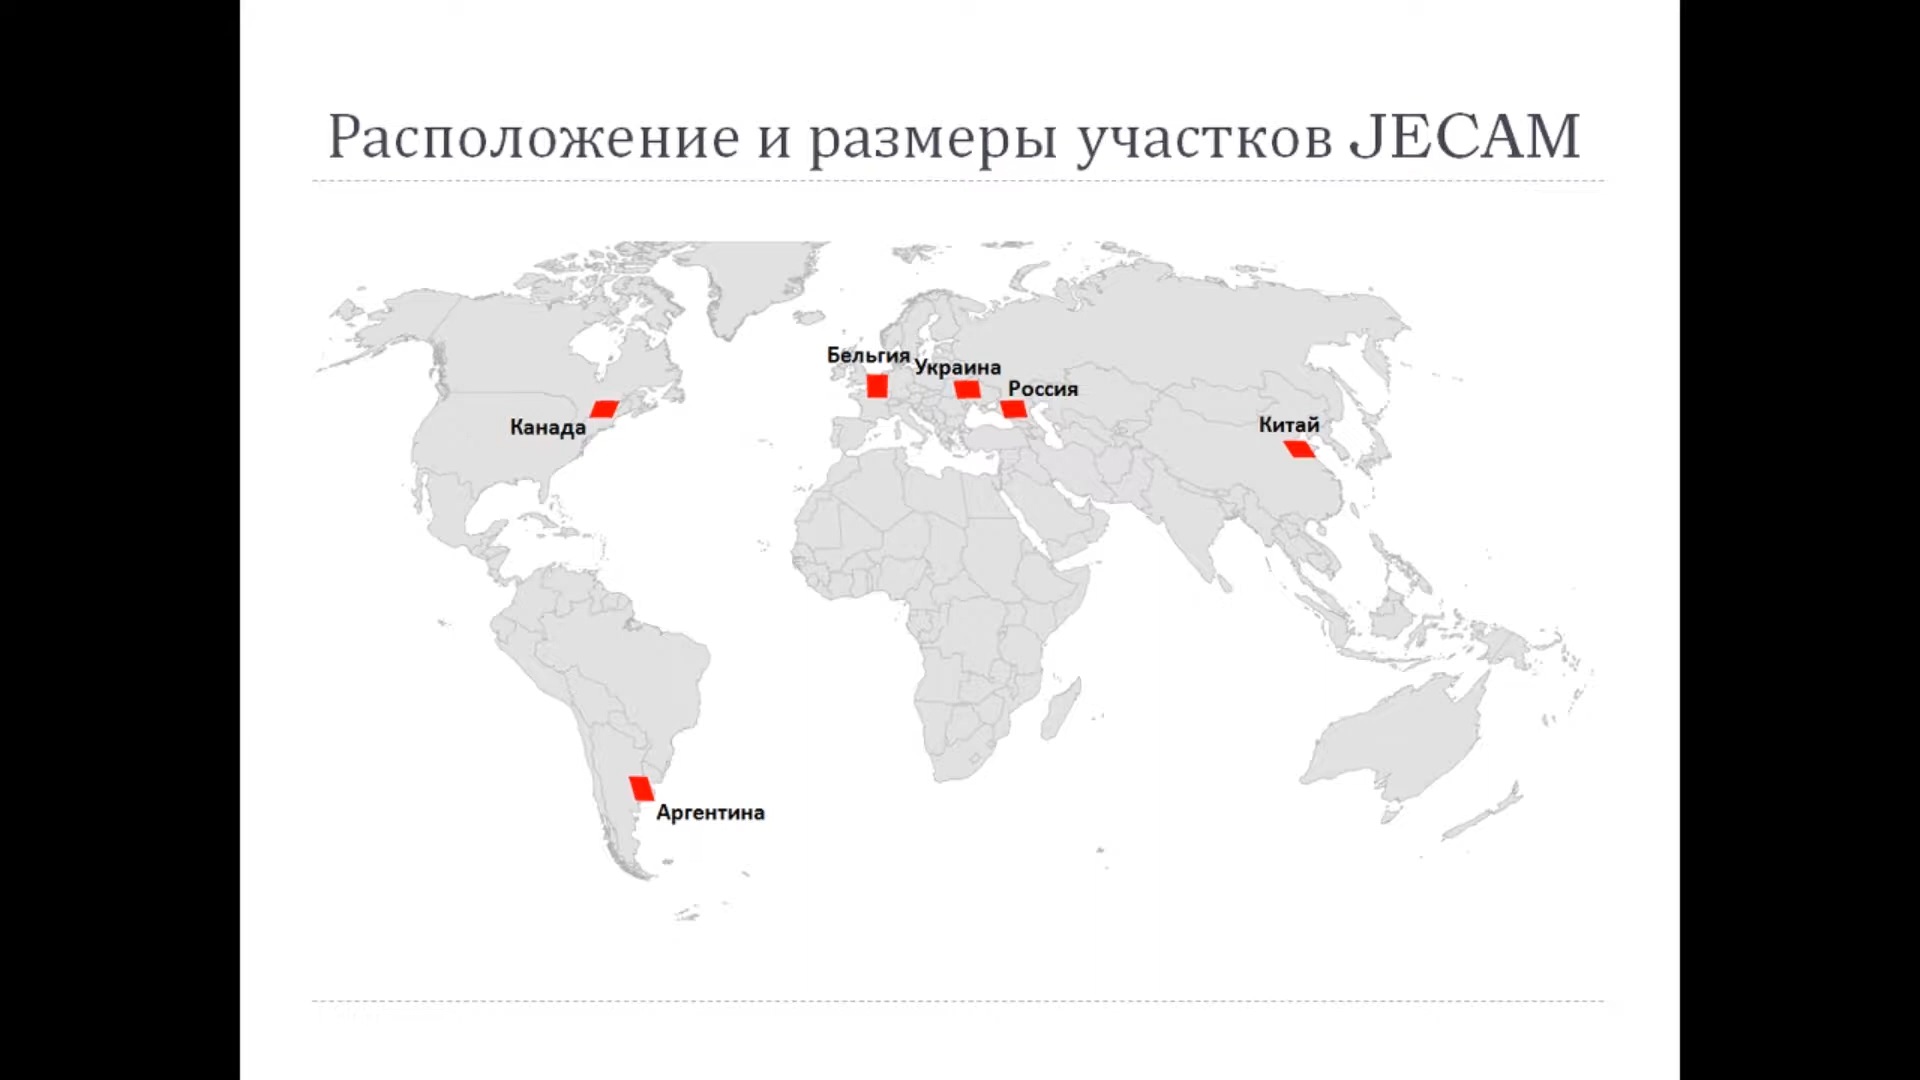 Расположение и размеры участков JECAM
Бельгия
Украина
Россия
Канада
Китай
Аргентина